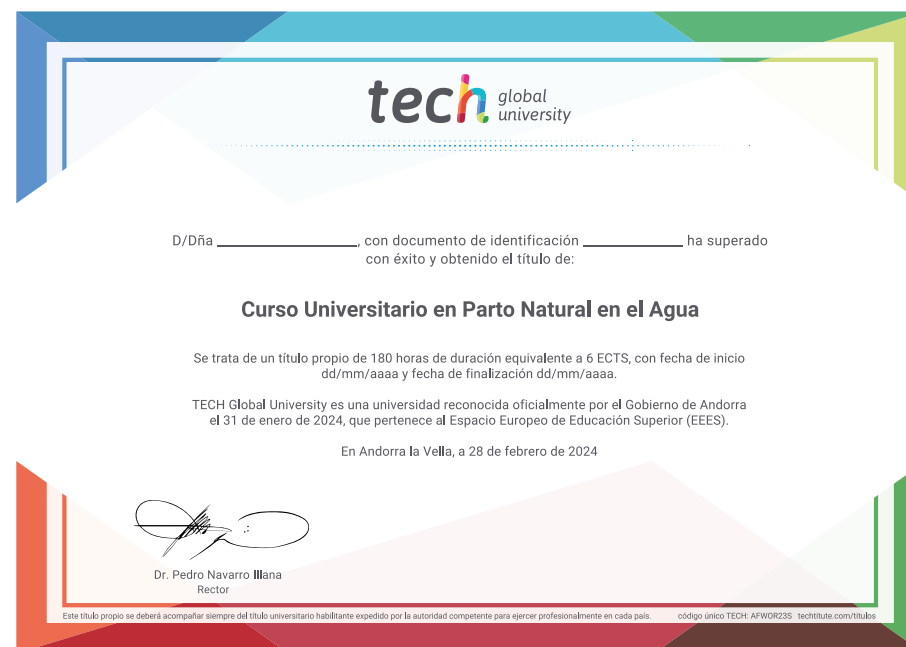 tech global university
D/Dña ____________, con documento de identificación ____________ ha superado
con éxito y obtenido el título de:
Curso Universitario en Parto Natural en el Agua
Se trata de un título propio de 180 horas de duración equivalente a 6 ECTS, con fecha de inicio
dd/mm/aaaa y fecha de finalización dd/mm/aaaa.
TECH Global University es una universidad reconocida oficialmente por el Gobierno de Andorra
el 31 de enero de 2024, que pertenece al Espacio Europeo de Educación Superior (EEES).
En Andorra la Vella, a 28 de febrero de 2024
Dr. Pedro Navarro Illana
Rector
Este título propio se deberá acompañar siempre del título universitario habilitante expedido por la autoridad competente para ejercer profesionalmente en cada país. código único TECH: AFWOR23S techtitute.com/titulos